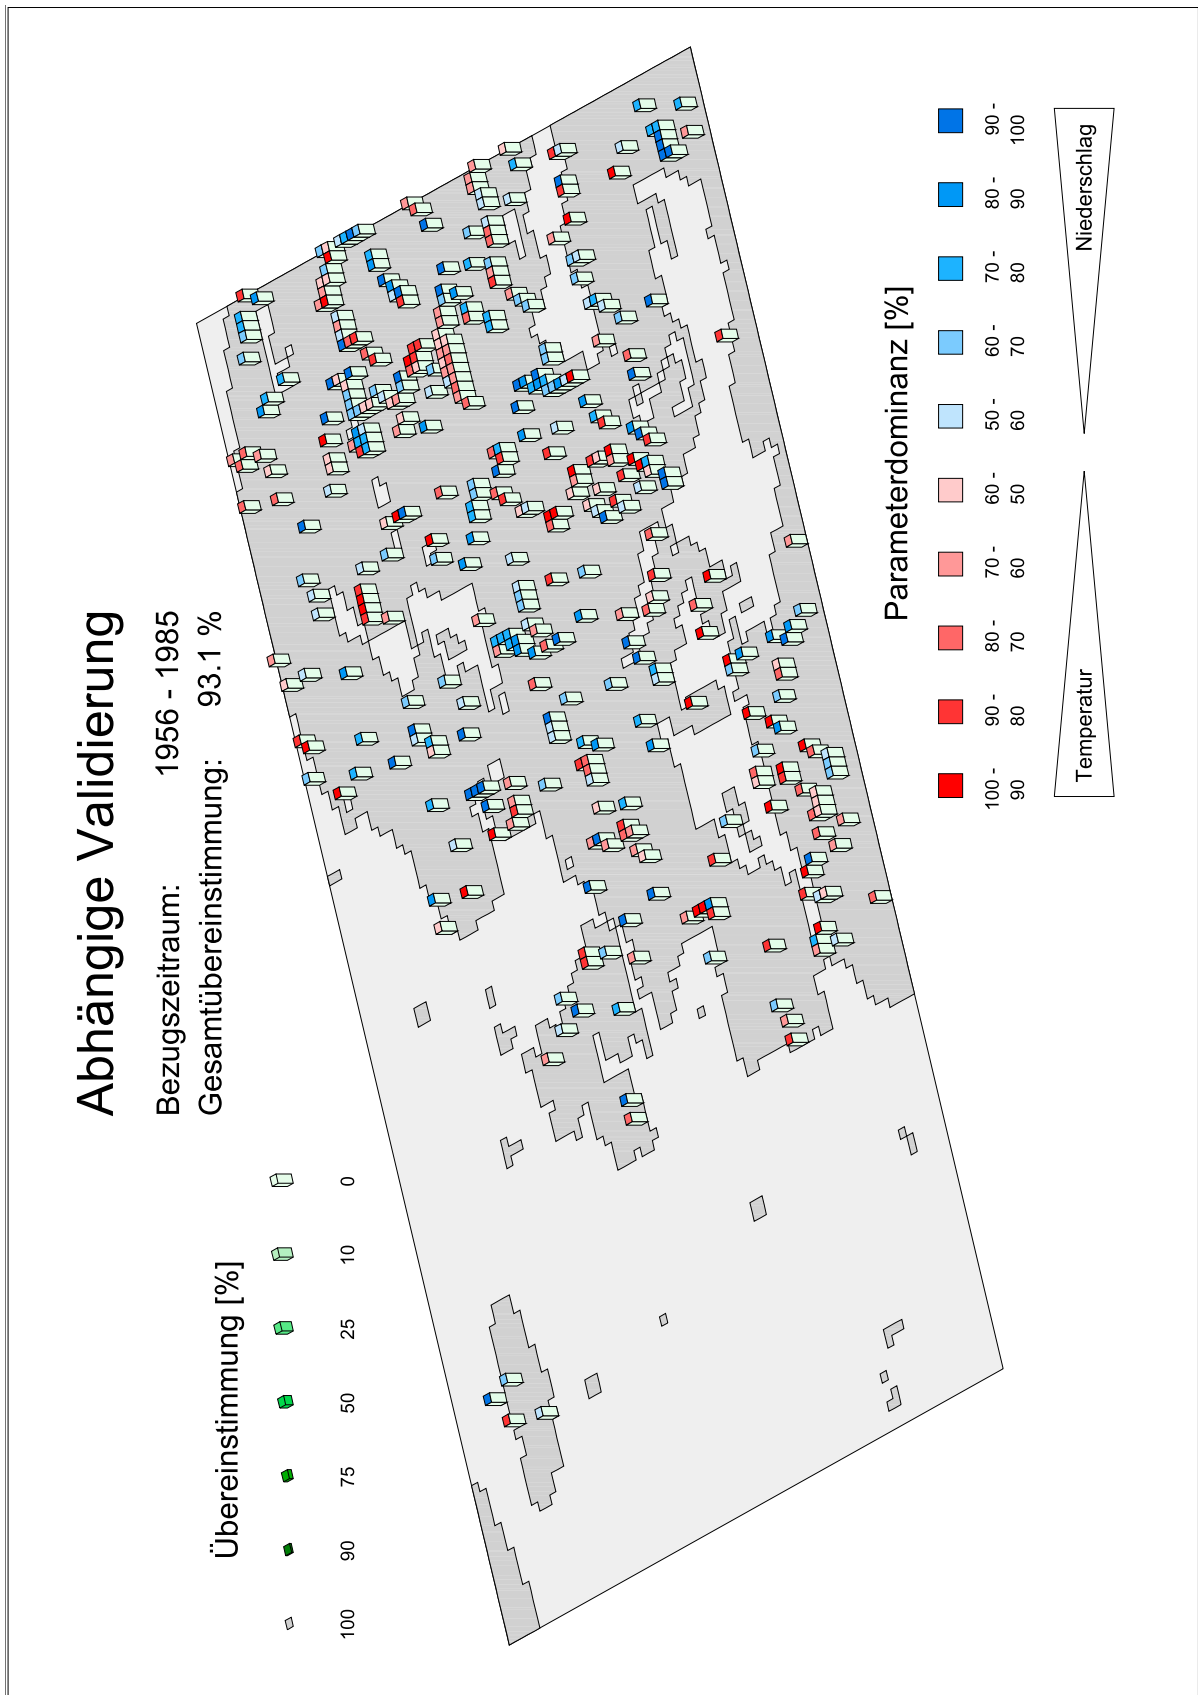 Abhängige Validierung
Bezugszeitraum: 1956 - 1985
Gesamtübereinstimmung: 93.1 %
Übereinstimmung [%]
100 90 75 50 25 10 0
Parameterdominanz [%]
100 - 90 - 80 - 70 - 60 - 50 - 60 - 70 - 80 - 90 -
90 80 70 60 50 60 70 80 90 100
Temperatur Niederschlag